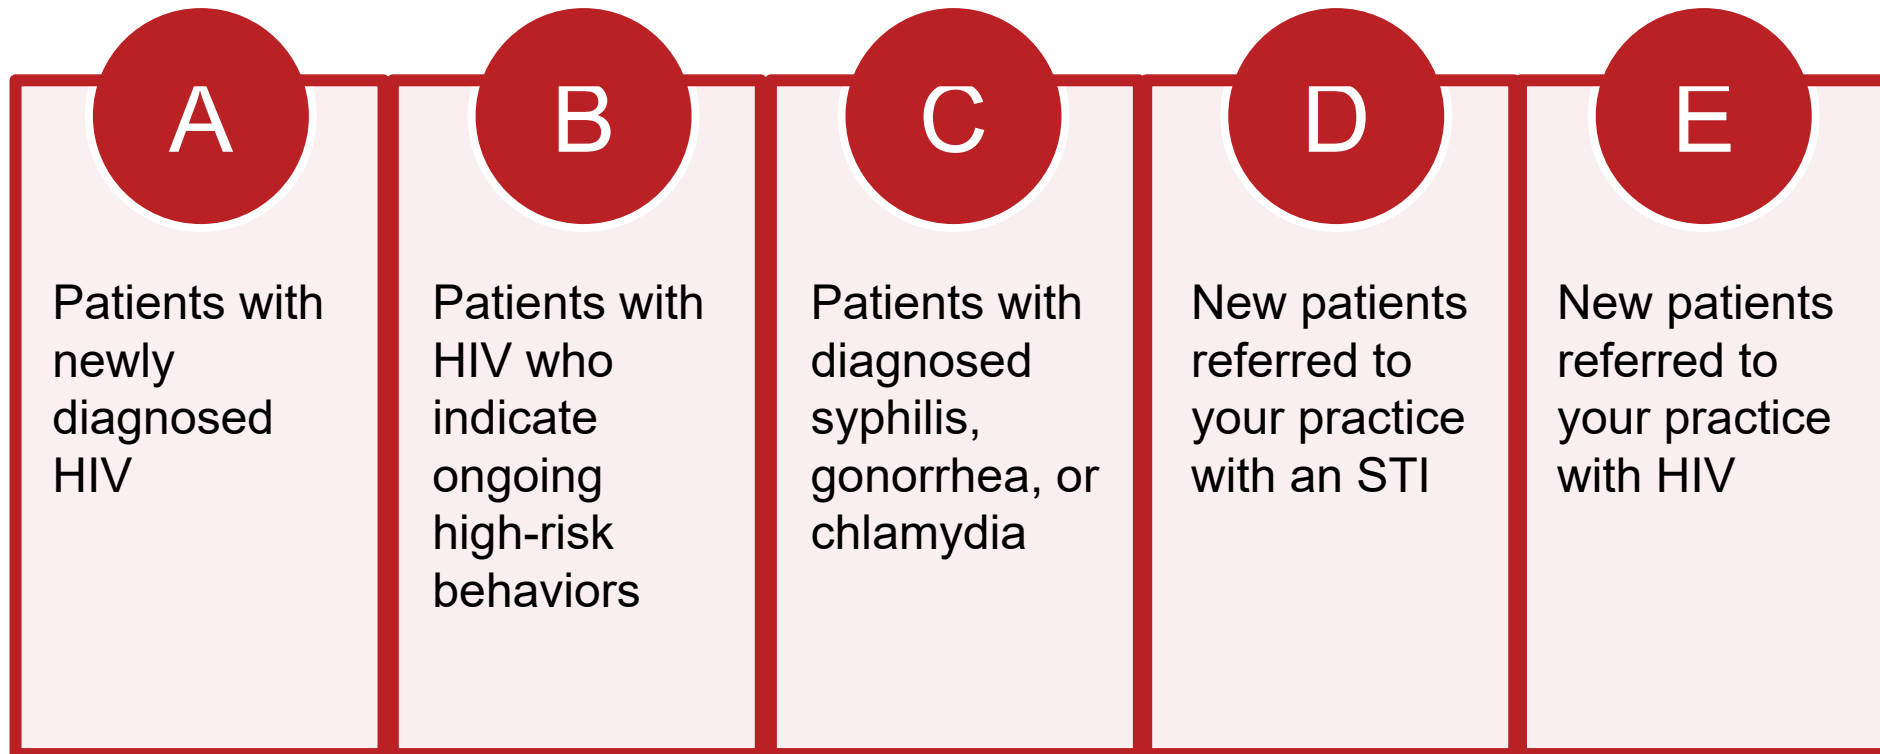 A
Patients with
newly
diagnosed
HIV
B
Patients with
HIV who
indicate
ongoing
high-risk
behaviors
C
Patients with
diagnosed
syphilis,
gonorrhea, or
chlamydia
D
New patients
referred to
your practice
with an STI
E
New patients
referred to
your practice
with HIV